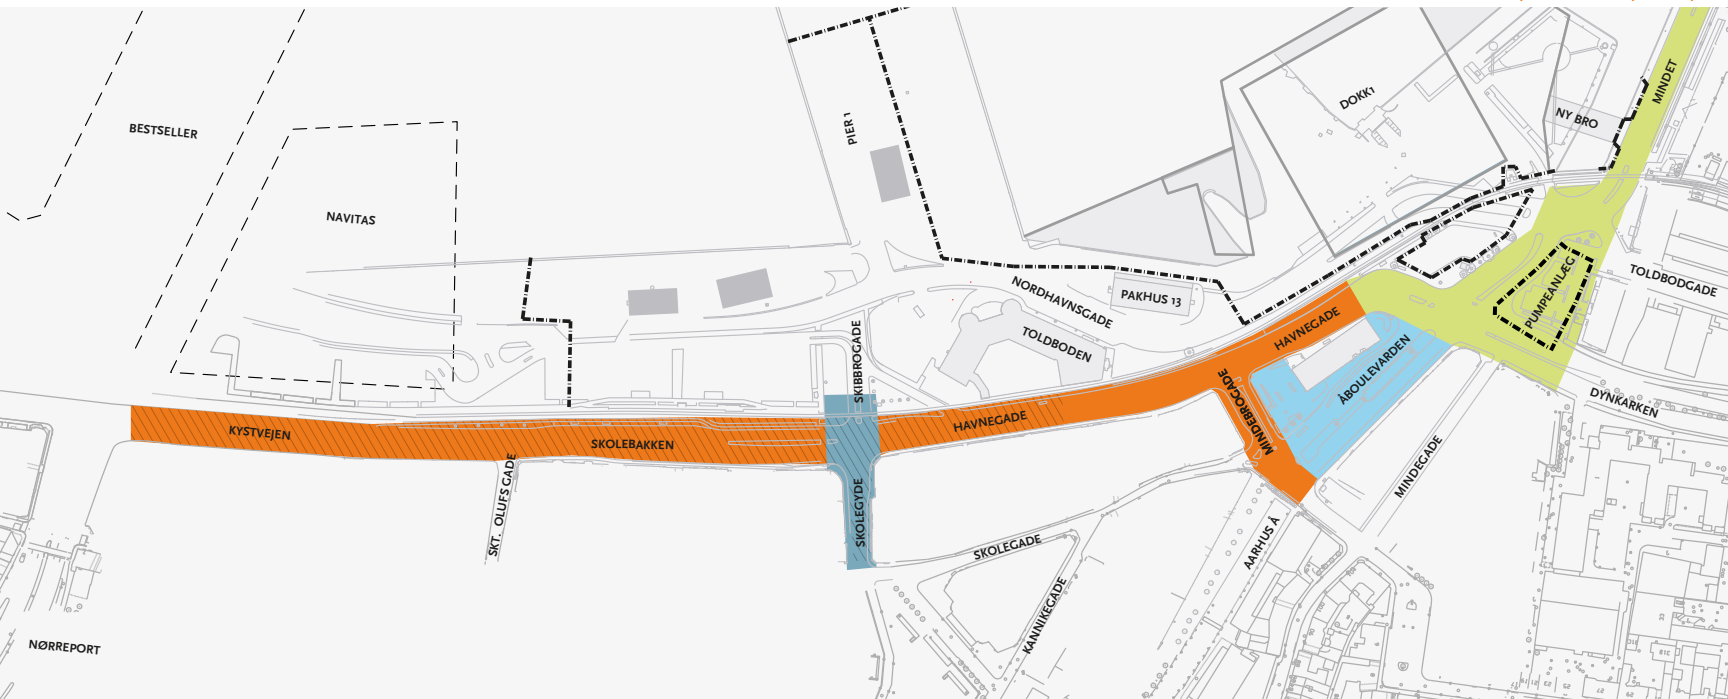 BESTSELLER
NAVITAS
PIER 1
DOKK1
NY BRO
MINDET
NORDHAVNSGADE
PAKHUS 13
TOLDBODEN
SKIBBROGADE
HAVNEGADE
PUMPEANLÆG
TOLDBODGADE
KYSTVEJEN
SKOLEBAKKEN
HAVNEGADE
MINDEBROGADE
ÅBOULEVARDEN
DYNKARKEN
SKT. OLUFS GADE
SKOLEGYDE
SKOLEGADE
MINDEGADE
AARHUS Å
KANNIKEGADE
NØRREPORT